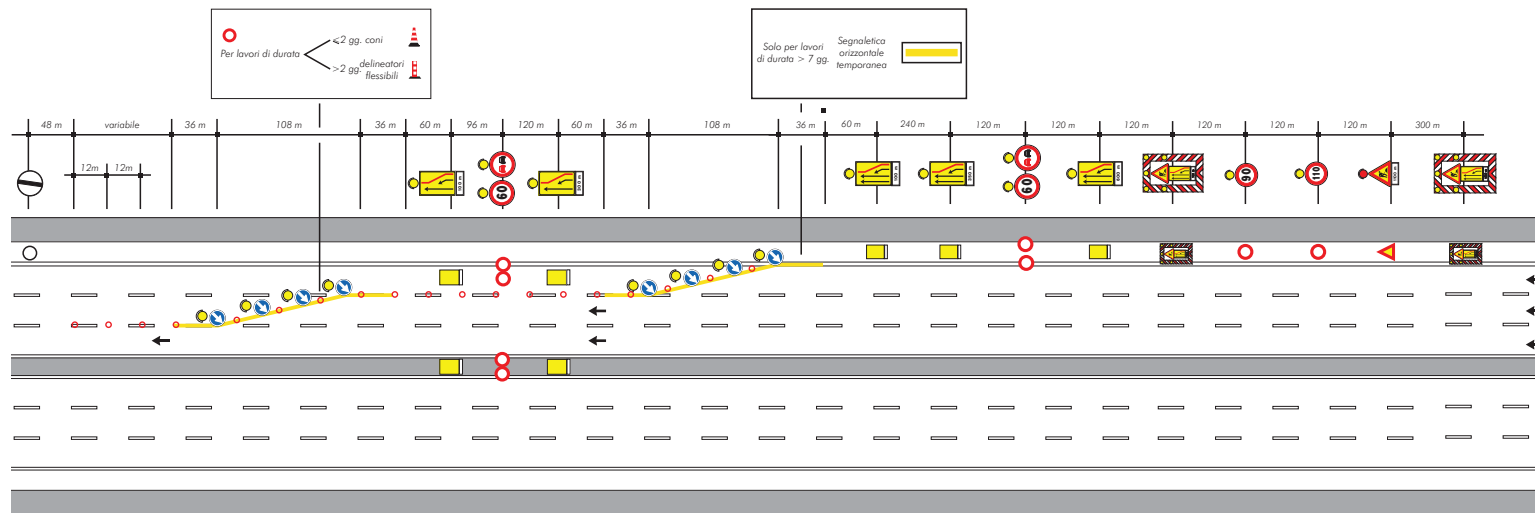 Per lavori di durata
<2 gg. coni
>2 gg. delineatori
flessibili
Solo per lavori
di durata > 7 gg.
Segnaletica
orizzontale
temporanea
48 m variabile 36 m 108 m 36 m 60 m 96 m 120 m 60 m 36 m 108 m 36 m 60 m 240 m 120 m 120 m 120 m 120 m 120 m 120 m 300 m
12m 12m
60
60
90
110